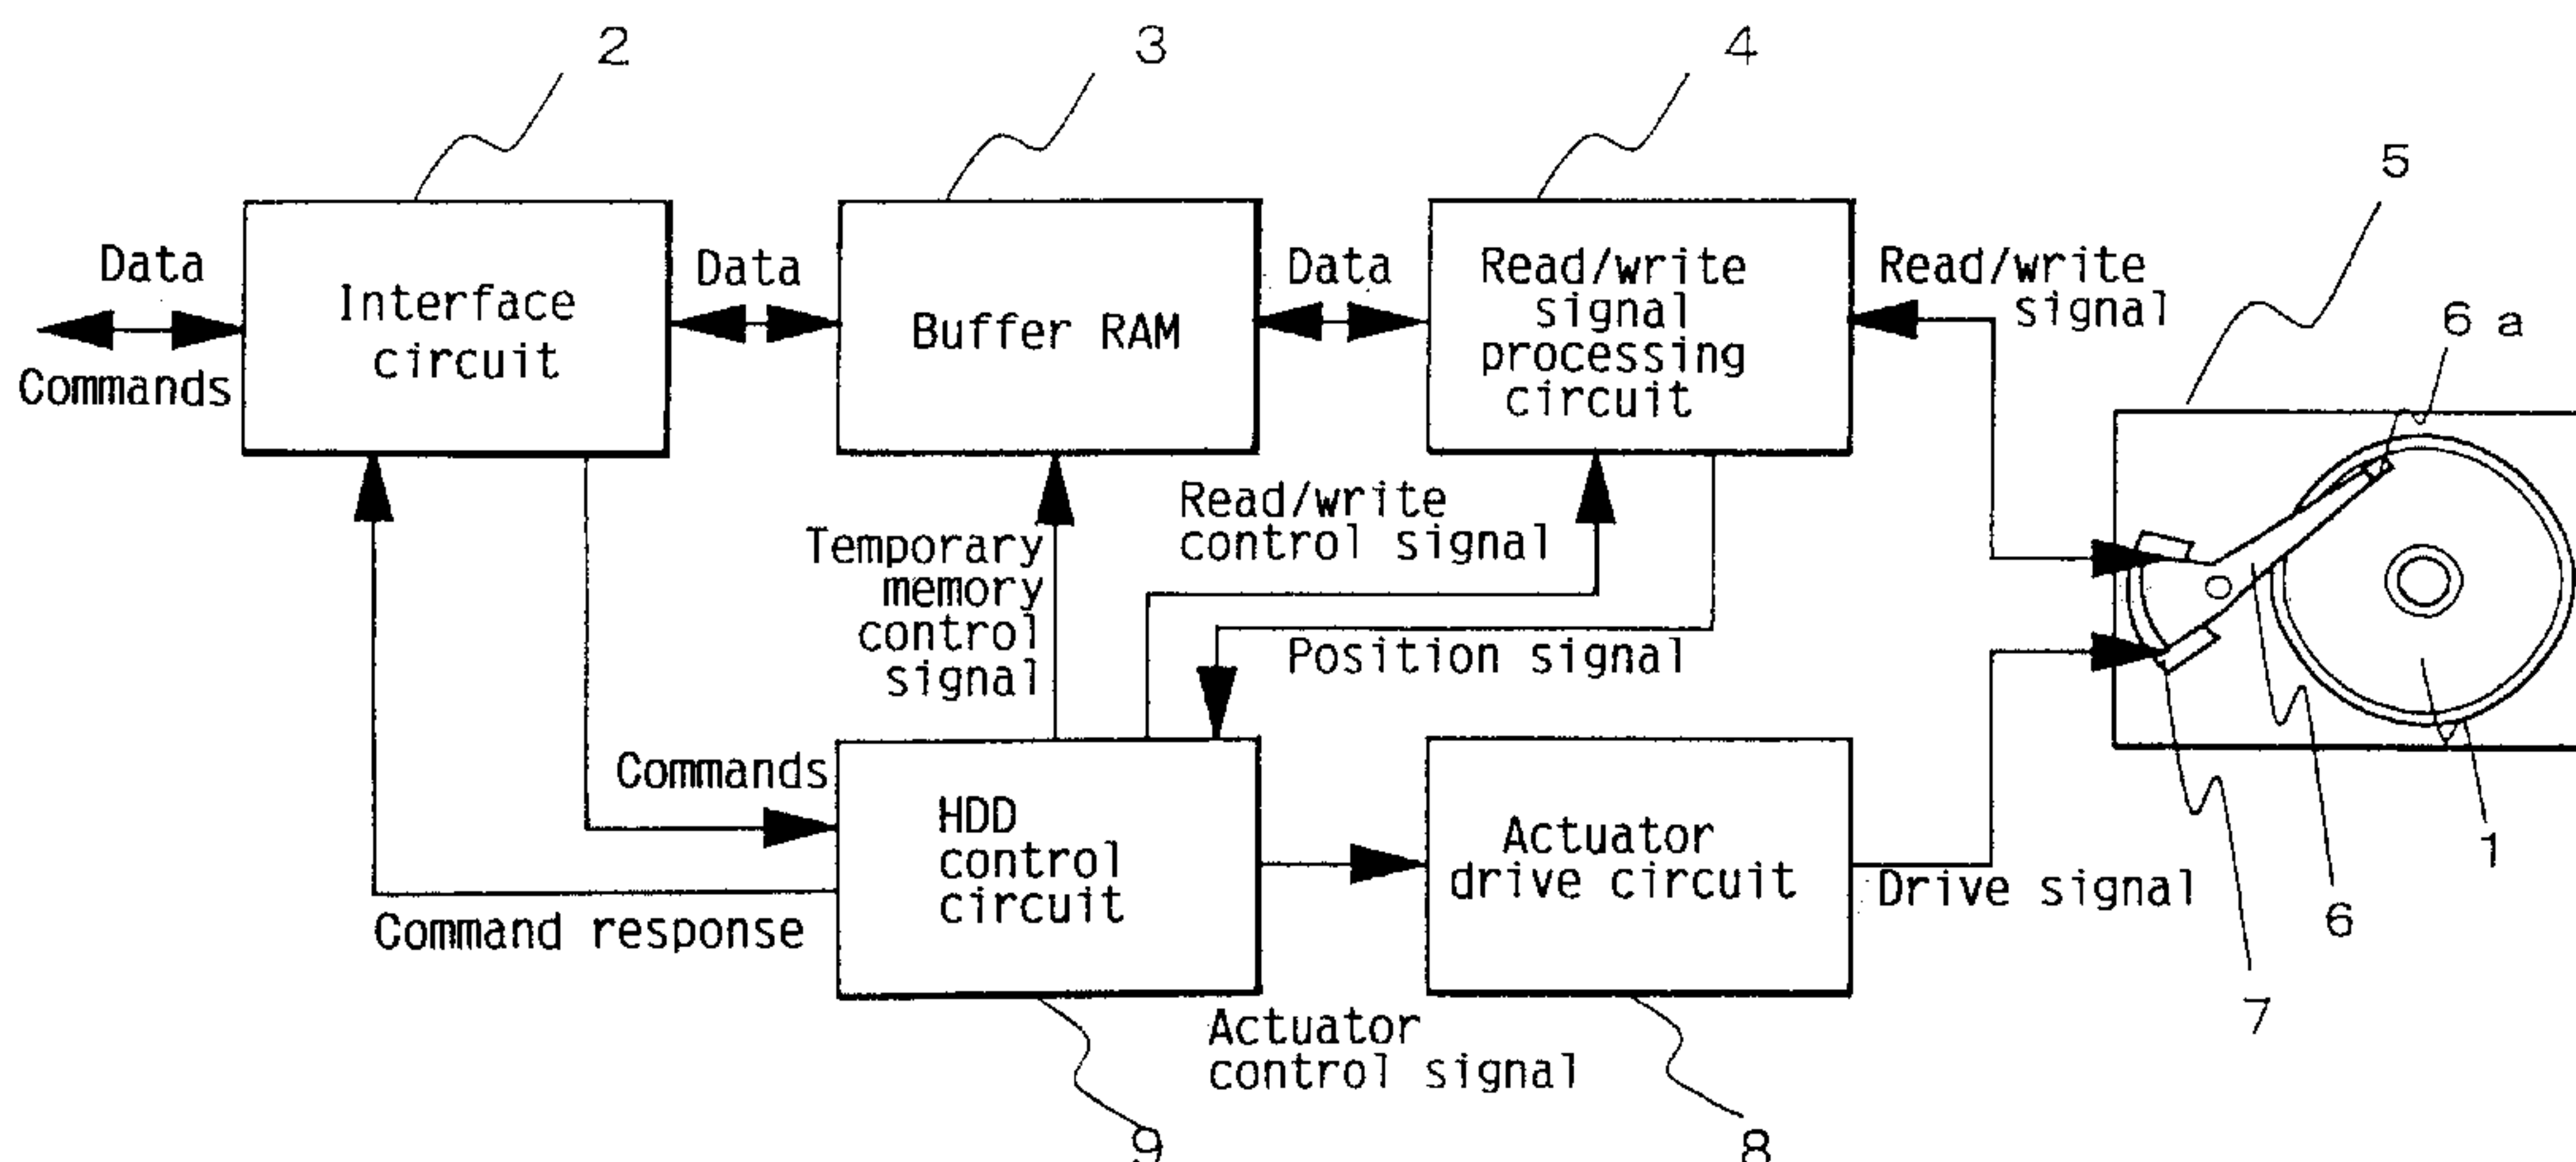 2
3
4
5
6 a
Data
Commands
Interface
circuit
Data
Buffer RAM
Data
Read/write
signal
processing
circuit
Read/write
signal
Temporary
memory
control
signal
Read/write
control signal
Position signal
Commands
Command response
HDD
control
circuit
Actuator
control signal
Actuator
drive circuit
Drive signal
1
6
7
8
9